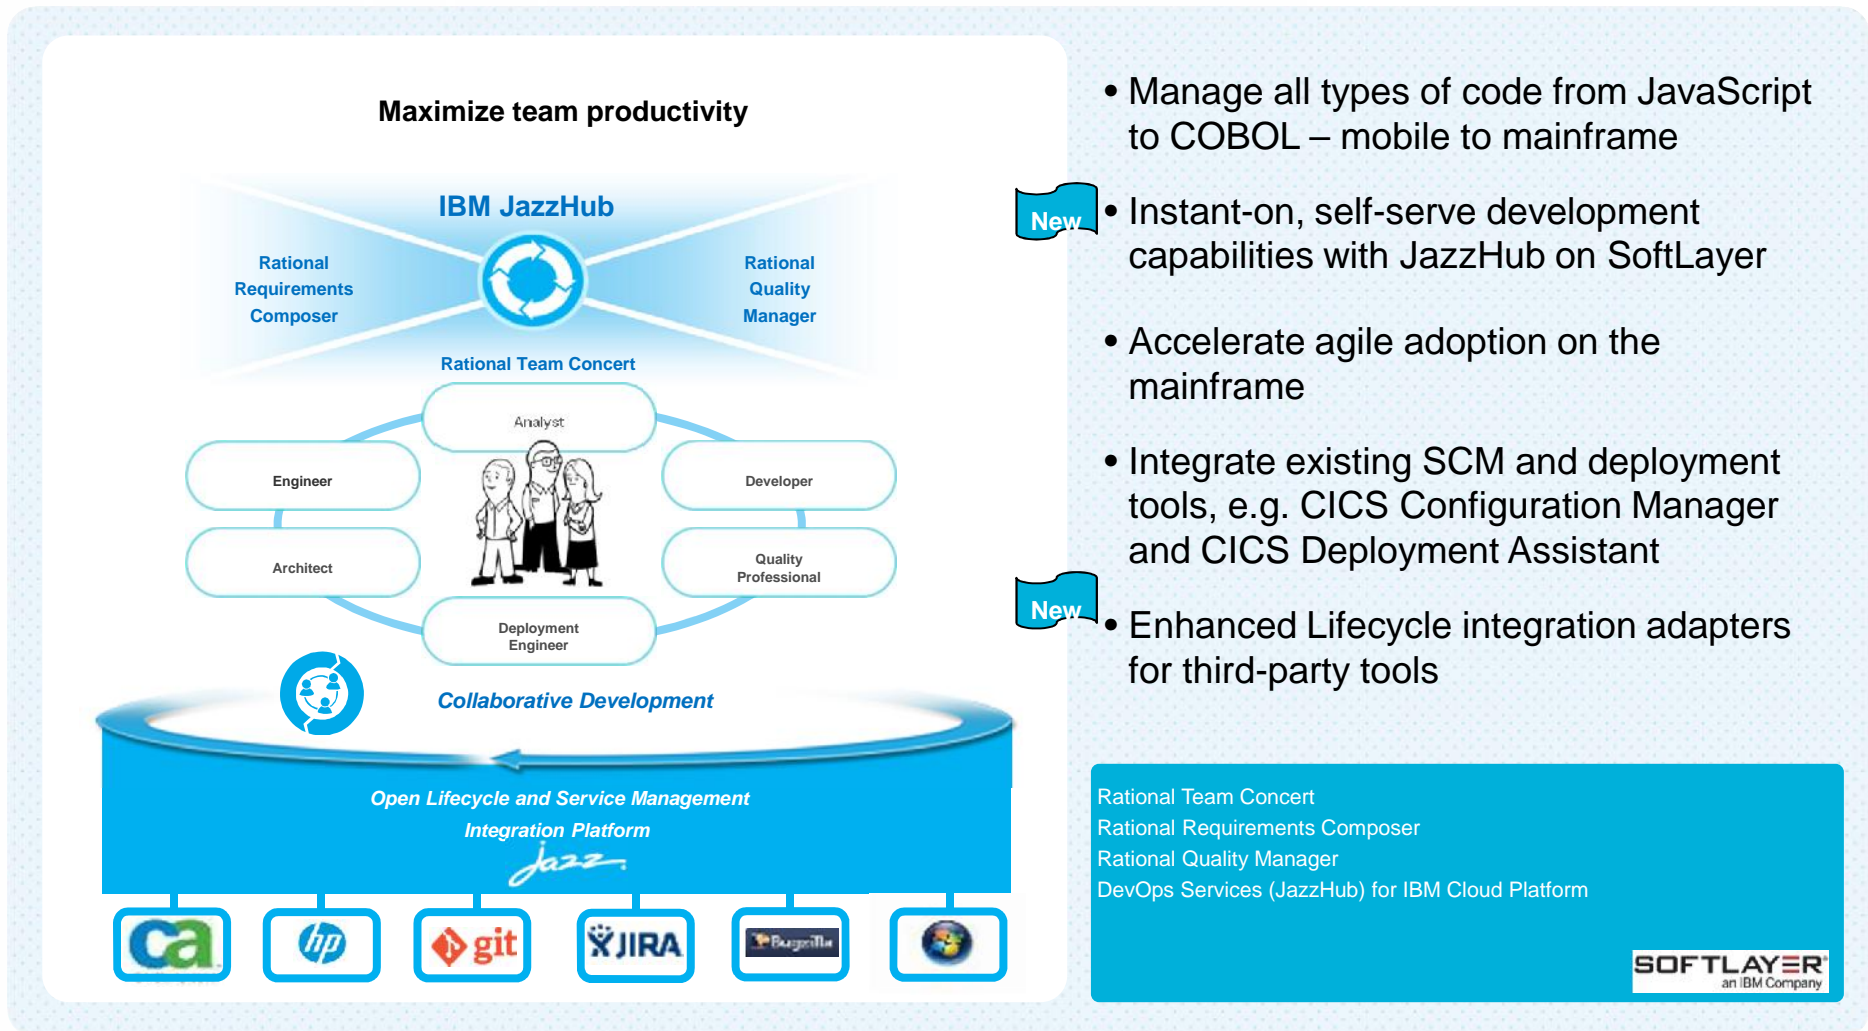 Maximize team productivity
IBM JazzHub
Rational
Requirements
Composer
Rational
Quality
Manager
Rational Team Concert
Analyst
Engineer
Developer
Architect
Quality
Professional
Deployment
Engineer
Collaborative Development
Open Lifecycle and Service Management
Integration Platform
jazz
ca
hp
git
JIRA
Bugzilla
• Manage all types of code from JavaScript
to COBOL – mobile to mainframe
New
• Instant-on, self-serve development
capabilities with JazzHub on SoftLayer
• Accelerate agile adoption on the
mainframe
• Integrate existing SCM and deployment
tools, e.g. CICS Configuration Manager
and CICS Deployment Assistant
New
• Enhanced Lifecycle integration adapters
for third-party tools
Rational Team Concert
Rational Requirements Composer
Rational Quality Manager
DevOps Services (JazzHub) for IBM Cloud Platform
SOFTLAYER
an IBM Company